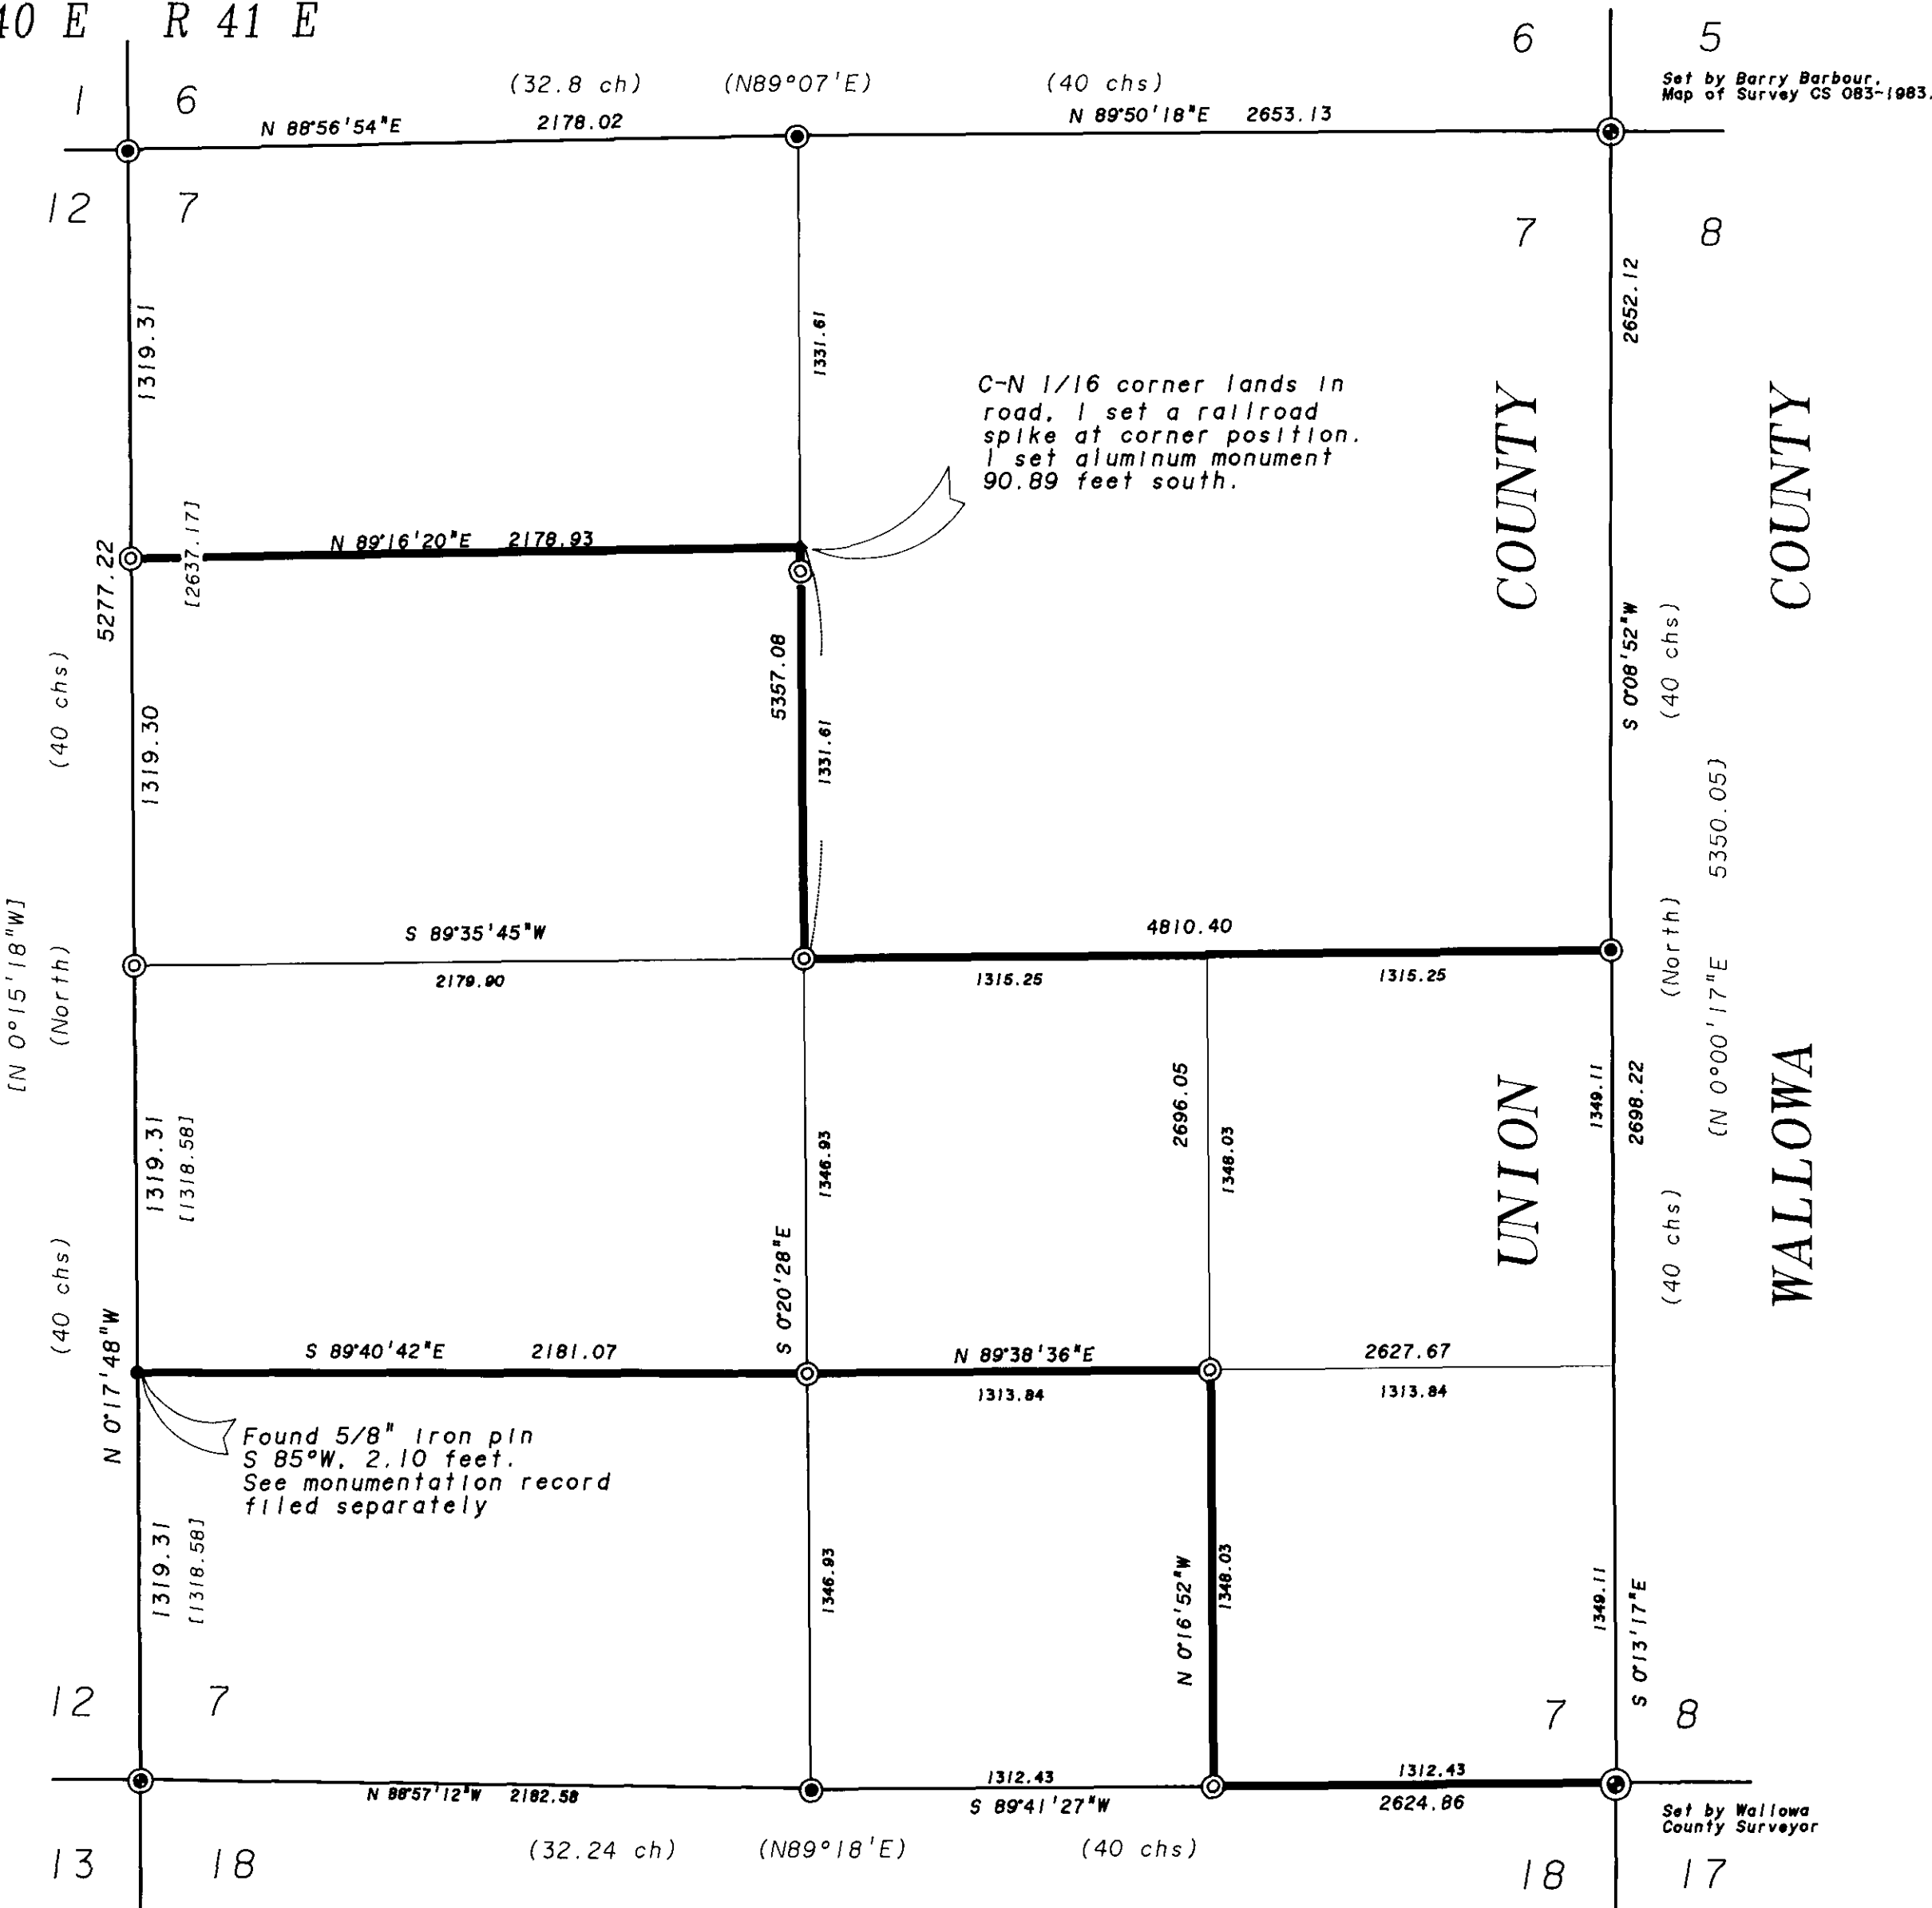 40 E R 41 E
6 5
Set by Barry Barbour.
Map of Survey CS 083-1983.
(32.8 ch) (N89°07'E) (40 chs)
1 6
N 88°56'54"E 2178.02 N 89°50'18"E 2653.13
12 7
7 8
1319.31
1331.61
2652.12
C-N 1/16 corner lands in
road. I set a railroad
spike at corner position.
I set aluminum monument
90.89 feet south.
COUNTY COUNTY
N 89°16'20"E 2178.93
[2637.17]
5277.22
(40 chs)
1319.30
5357.08
1331.61
S 0°08'52"W
(40 chs)
5350.05)
[N 0°15'18"W]
(North)
S 89°35'45"W
2179.90
4810.40
1315.25 1315.25
(North)
(N 0°00'17"E
1319.31
[1318.58]
1346.93
2696.05
1348.03
UNION
1349.11
2698.22
(40 chs)
WALLOWA
(40 chs)
N 0°17'48"W
S 89°40'42"E 2181.07
S 0°20'28"E
N 89°38'36"E
1313.84
2627.67
1313.84
Found 5/8" iron pin
S 85°W, 2.10 feet.
See monumentation record
filed separately
1319.31
[1318.58]
1346.93
N 0°16'52"W
1348.03
1349.11
S 0°13'17"E
12 7
7 8
N 88°57'12"W 2182.58
1312.43
S 89°41'27"W
1312.43
2624.86
Set by Wallowa
County Surveyor
(32.24 ch) (N89°18'E) (40 chs)
13 18
18 17